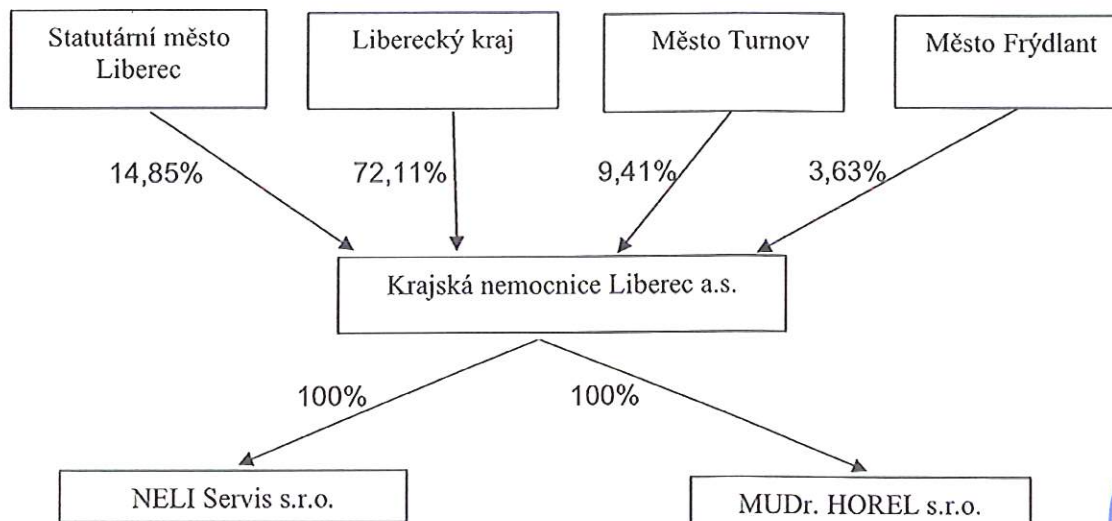 Statutární město
Liberec
Liberecký kraj
Město Turnov
Město Frýdlant
14,85%
72,11%
9,41%
3,63%
Krajská nemocnice Liberec a.s.
100%
100%
NELI Servis s.r.o.
MUDr. HOREL s.r.o.